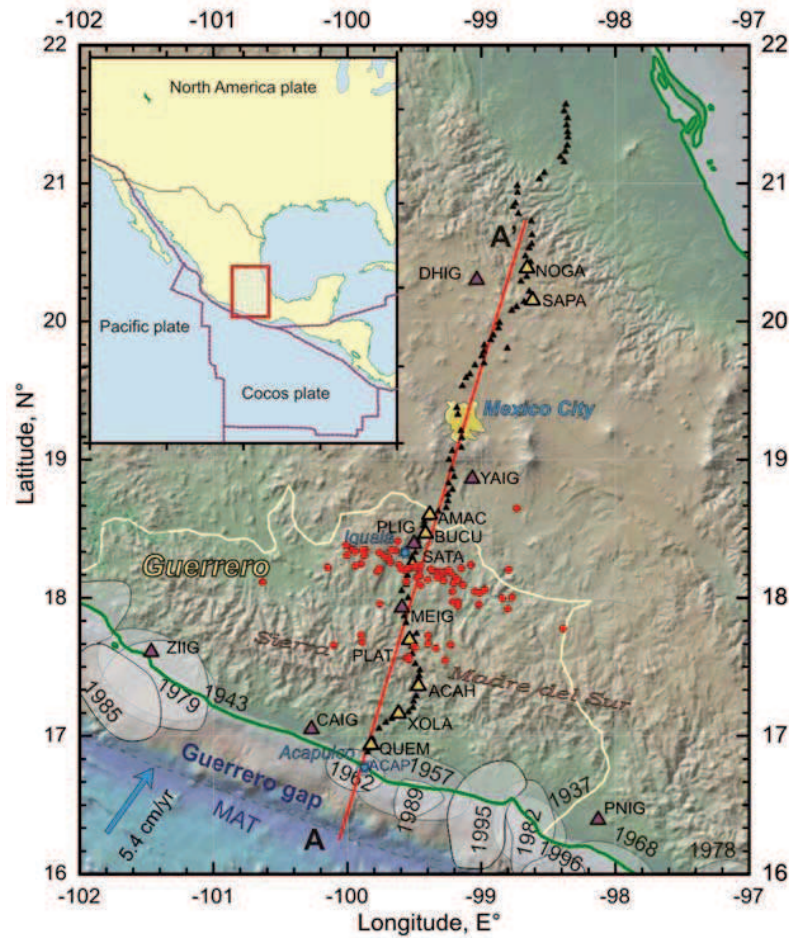 -102
-101
-100
-99
-98
-97
22
22
North America plate
Pacific plate
Cocos plate
21
21
A'
NOGA
DHIG
SAPA
20
20
Latitude, N°
Mexico City
19
19
YAIG
AMAC
PLIG
BUCU
Iguala
SATA
Guerrero
18
18
MEIG
ZIIG
Sierra
PLAT
Madre del Sur
ACAH
1985
1979
1943
CAIG
XOLA
17
17
Acapulco
QUEM
ACAP
Guerrero gap
1962
1957
1989
MAT
1937
PNIG
5.4 cm/yr
1995
1982
1968
A
1996
1978
16
16
-102
-101
-100
-99
-98
-97
Longitude, E°